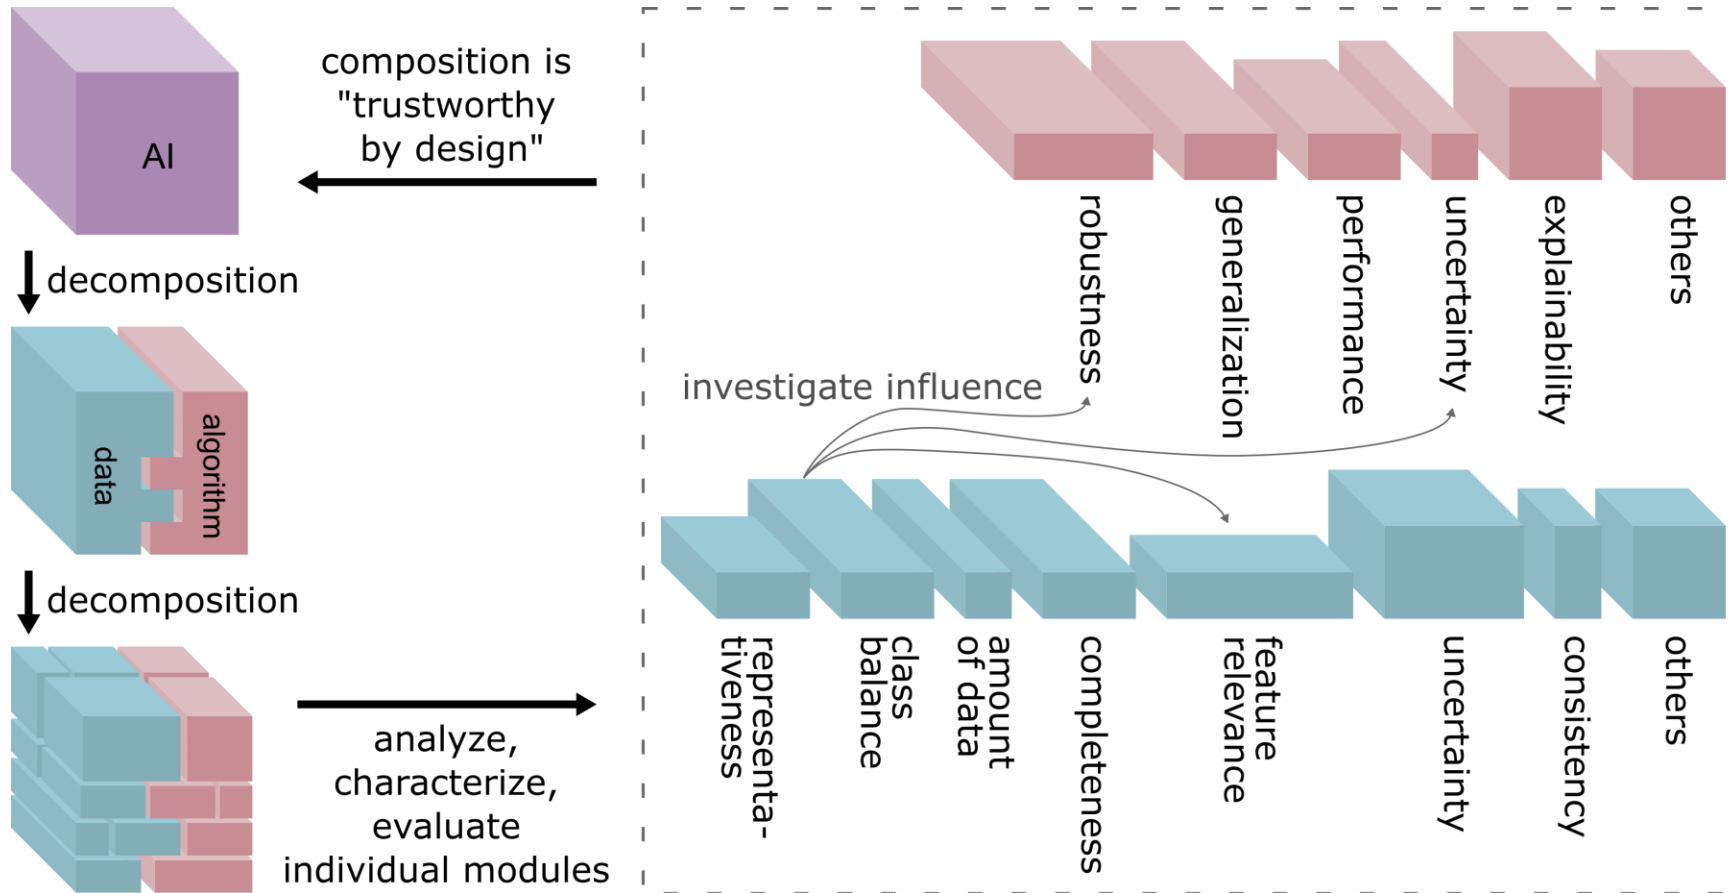 AI
composition is
"trustworthy
by design"
decomposition
data
algorithm
decomposition
analyze,
characterize,
evaluate
individual modules
robustness
generalization
performance
uncertainty
explainability
others
investigate influence
representa-
tiveness
class
balance
amount
of data
completeness
feature
relevance
uncertainty
consistency
others